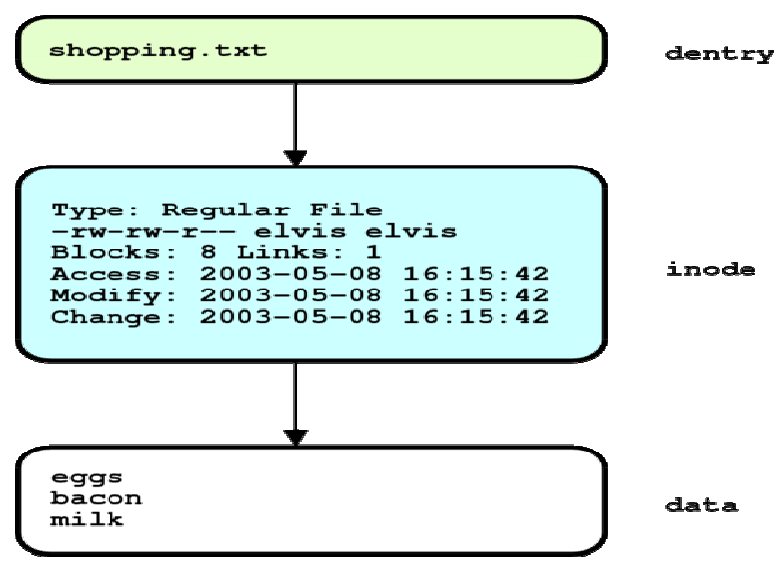 shopping.txt
dentry
Type: Regular File
-rw-rw-r-- elvis elvis
Blocks: 8 Links: 1
Access: 2003-05-08 16:15:42
Modify: 2003-05-08 16:15:42
Change: 2003-05-08 16:15:42
inode
eggs
bacon
milk
data